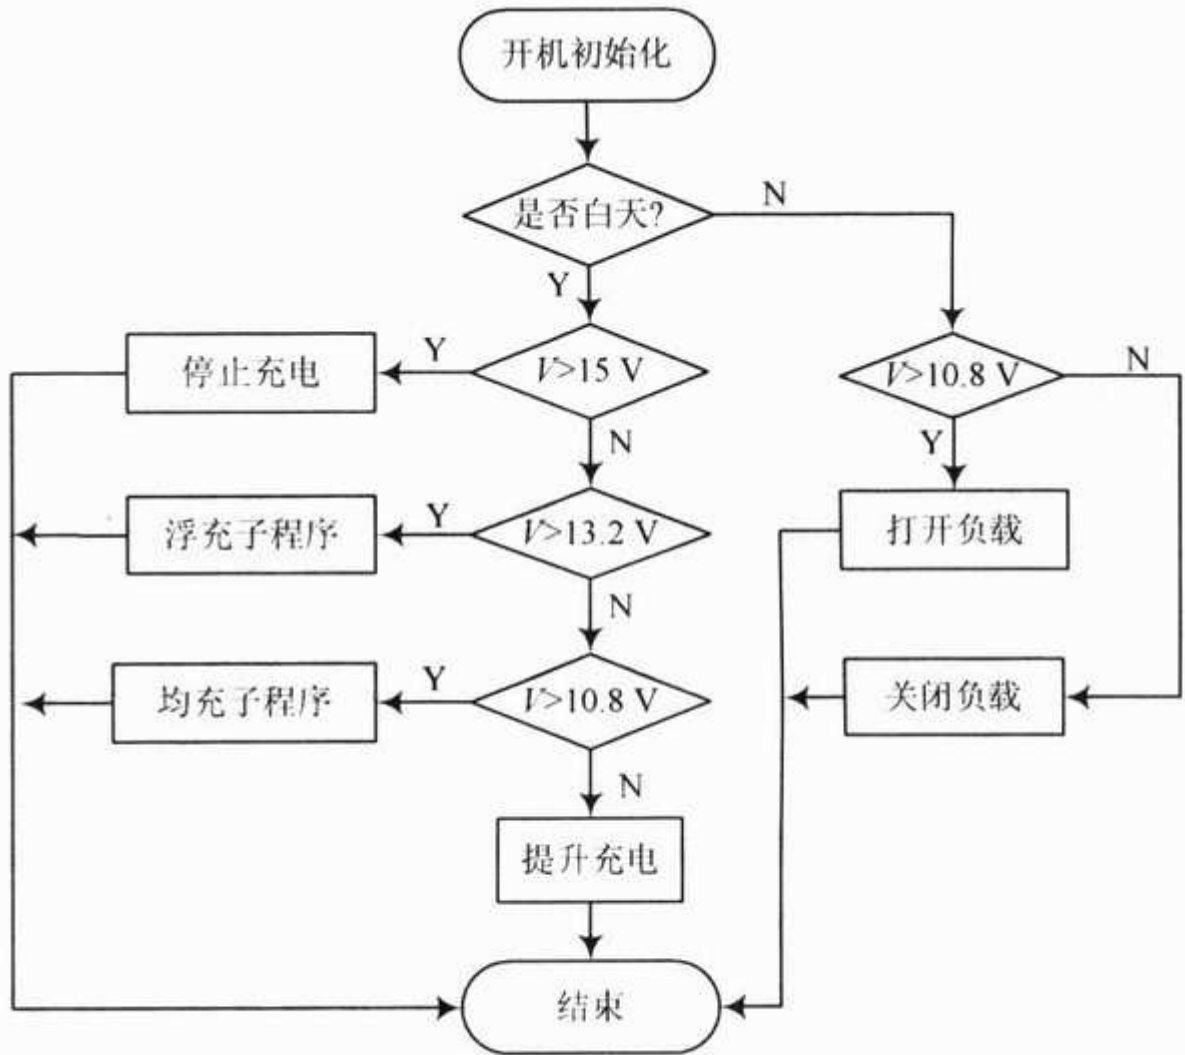 开机初始化
是否白天?
N
Y
停止充电
Y
V>15 V
V>10.8 V
N
N
Y
浮充子程序
Y
V>13.2 V
打开负载
N
均充子程序
Y
V>10.8 V
关闭负载
N
提升充电
结束